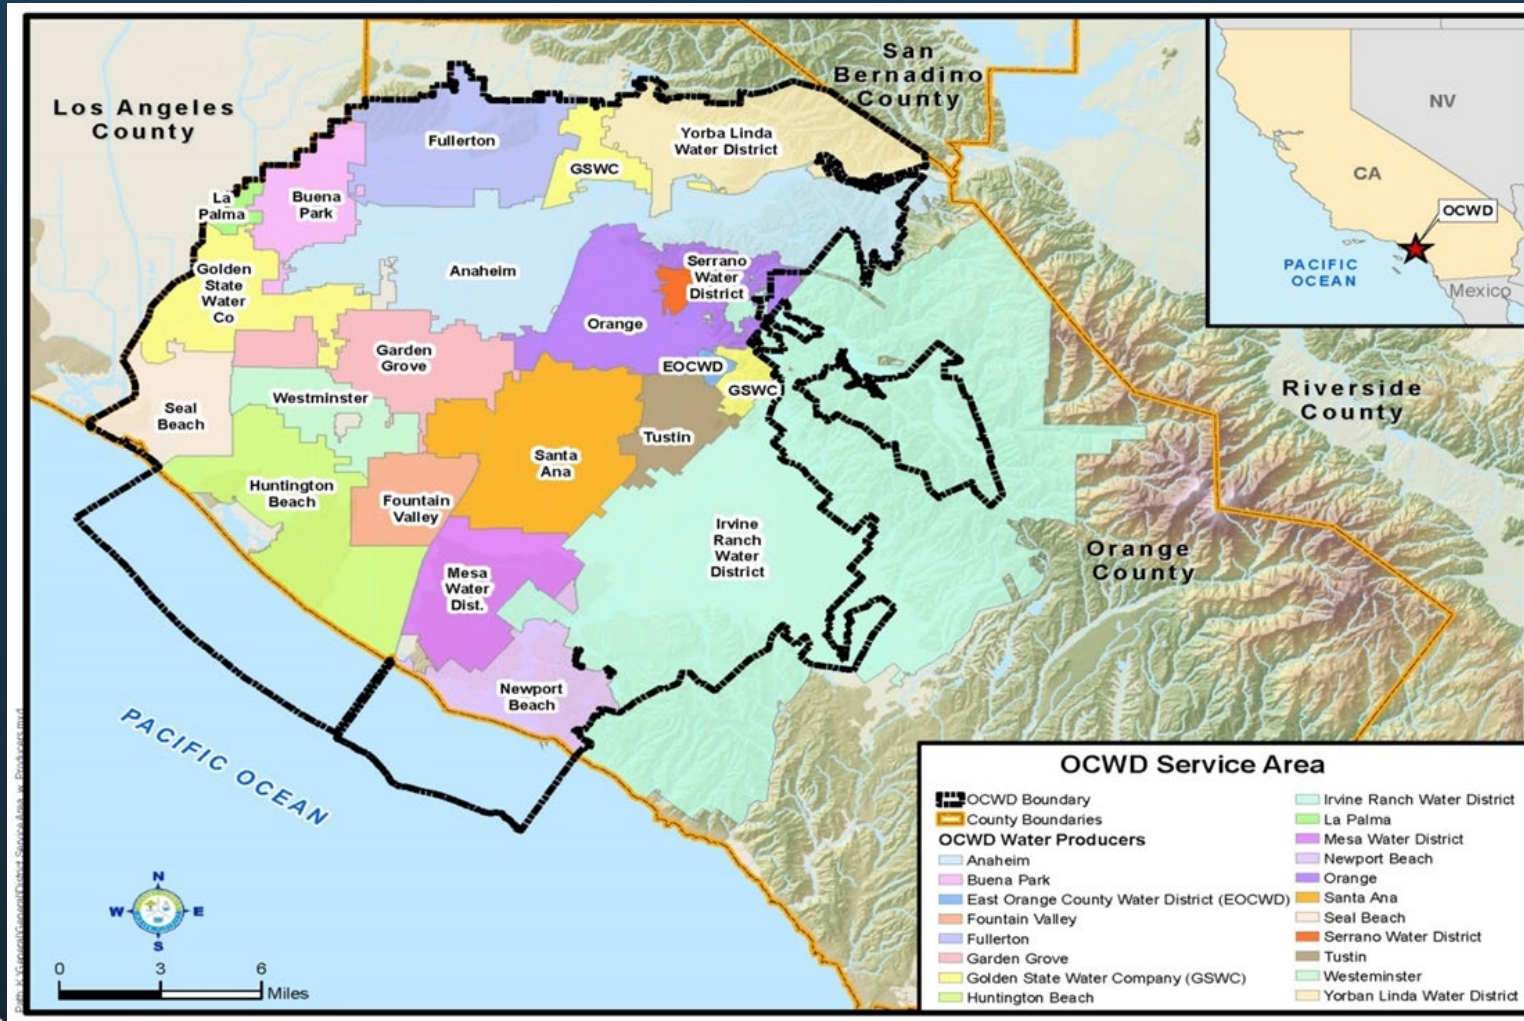 Los Angeles
County
San
Bernadino
County
NV
CA
OCWD
PACIFIC
OCEAN
Mexico
Fullerton
GSWC
Yorba Linda
Water District
La
Palma
Buena
Park
Golden
State
Water
Co
Anaheim
Serrano
Water
District
Orange
Garden
Grove
EOCWD
GSWC
Westminster
Seal
Beach
Tustin
Santa
Ana
Huntington
Beach
Fountain
Valley
Irvine
Ranch
Water
District
Mesa
Water
Dist.
Newport
Beach
Riverside
County
Orange
County
PACIFIC OCEAN
N
W
E
S
0 3 6
Miles
OCWD Service Area
OCWD Boundary
County Boundaries
OCWD Water Producers
Anaheim
Buena Park
East Orange County Water District (EOCWD)
Fountain Valley
Fullerton
Garden Grove
Golden State Water Company (GSWC)
Huntington Beach
Irvine Ranch Water District
La Palma
Mesa Water District
Newport Beach
Orange
Santa Ana
Seal Beach
Serrano Water District
Tustin
Westeminster
Yorban Linda Water District